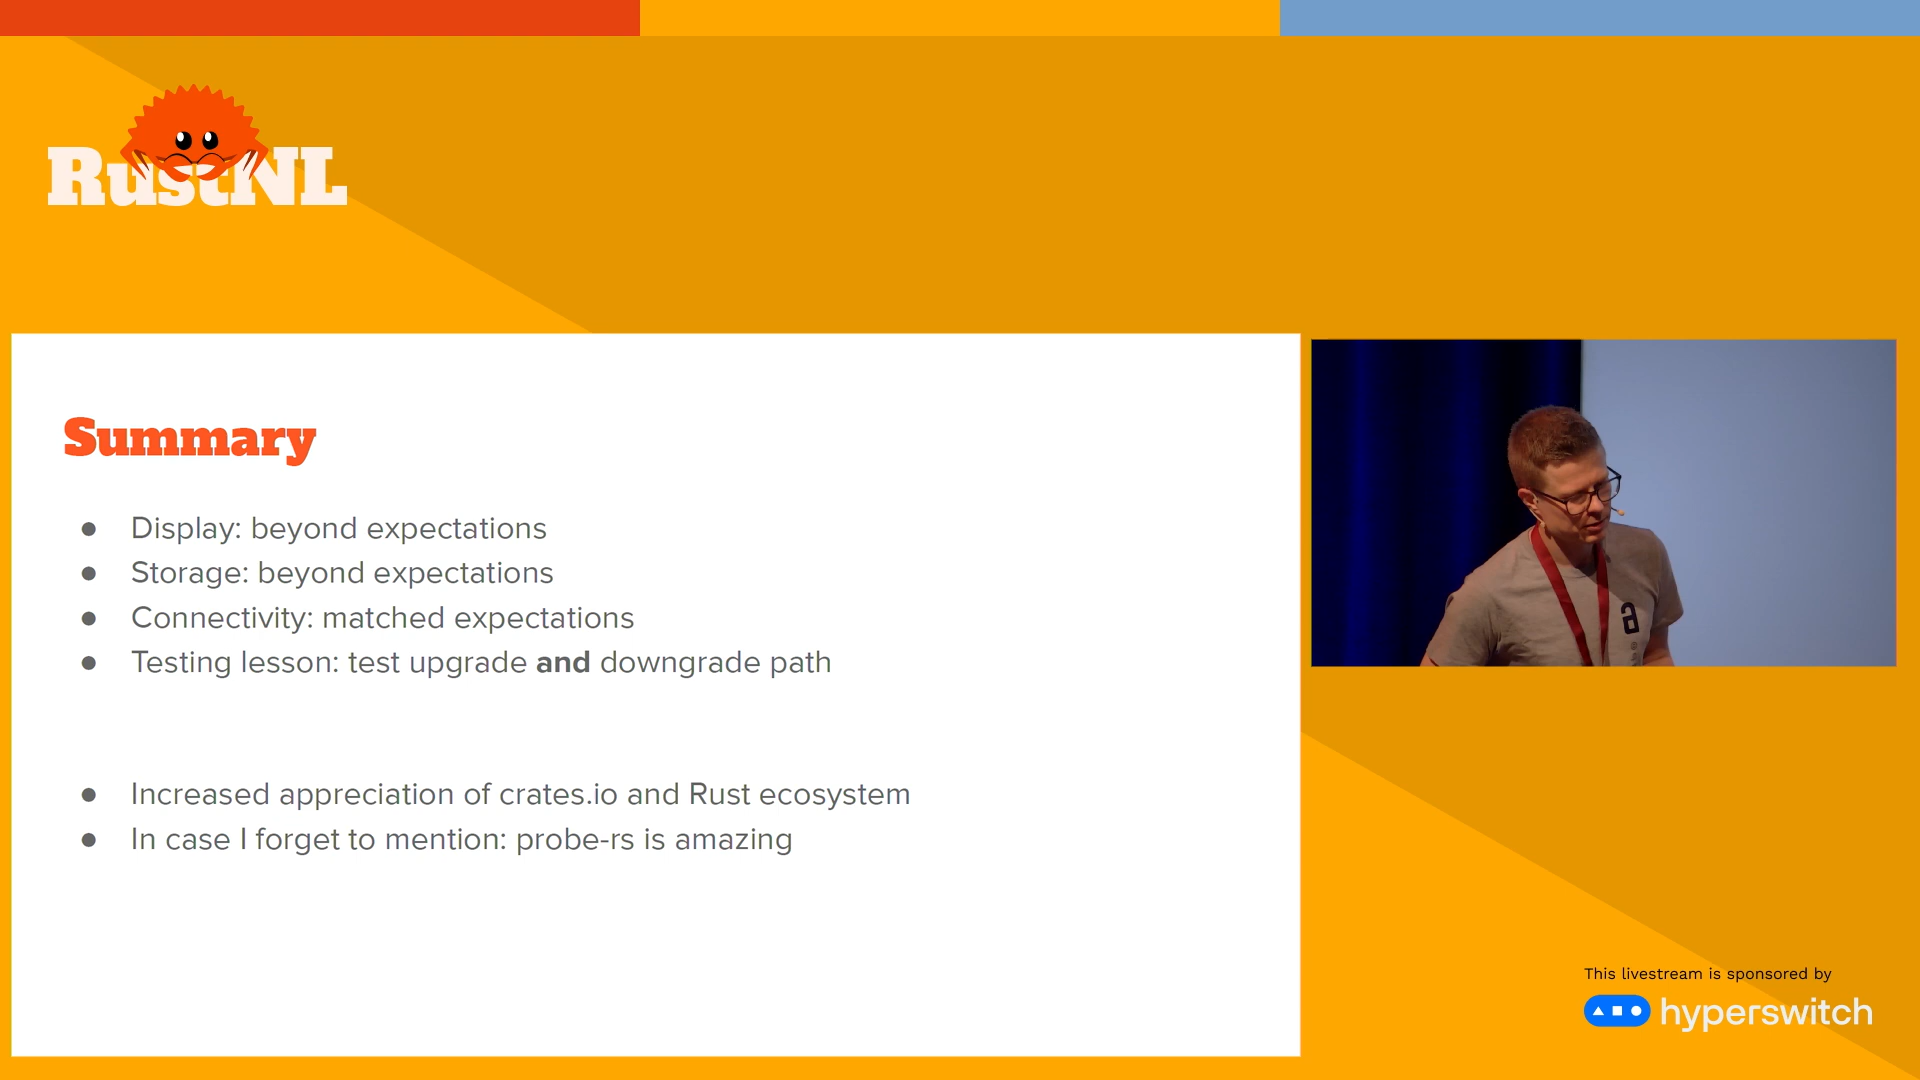 RustNL
Summary
● Display: beyond expectations
● Storage: beyond expectations
● Connectivity: matched expectations
● Testing lesson: test upgrade and downgrade path
● Increased appreciation of crates.io and Rust ecosystem
● In case I forget to mention: probe-rs is amazing
a
This livestream is sponsored by
hyperswitch